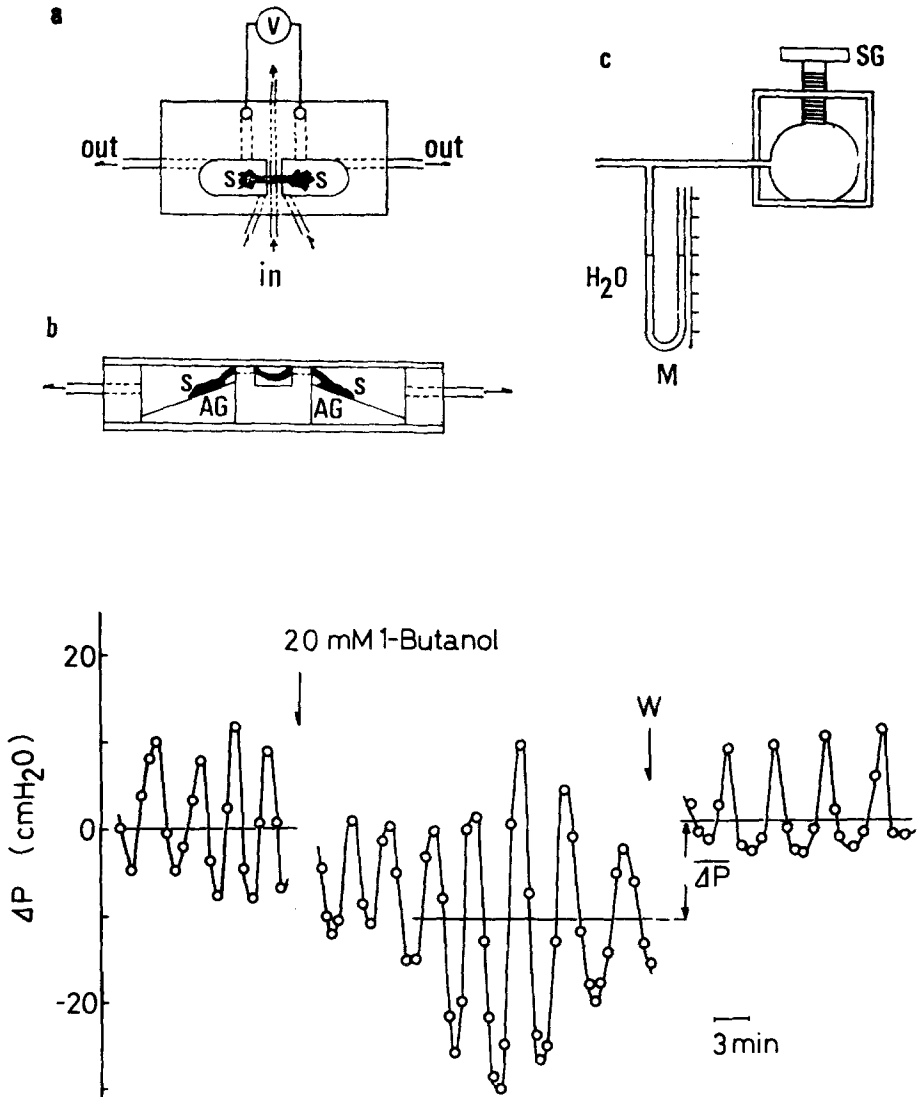 a
V
out
out
S
S
in
b
S
AG
AG
S
c
SG
H2O
M
20 mM 1-Butanol
W
20
0
-20
ΔP (cmH2O)
ΔP
3 min